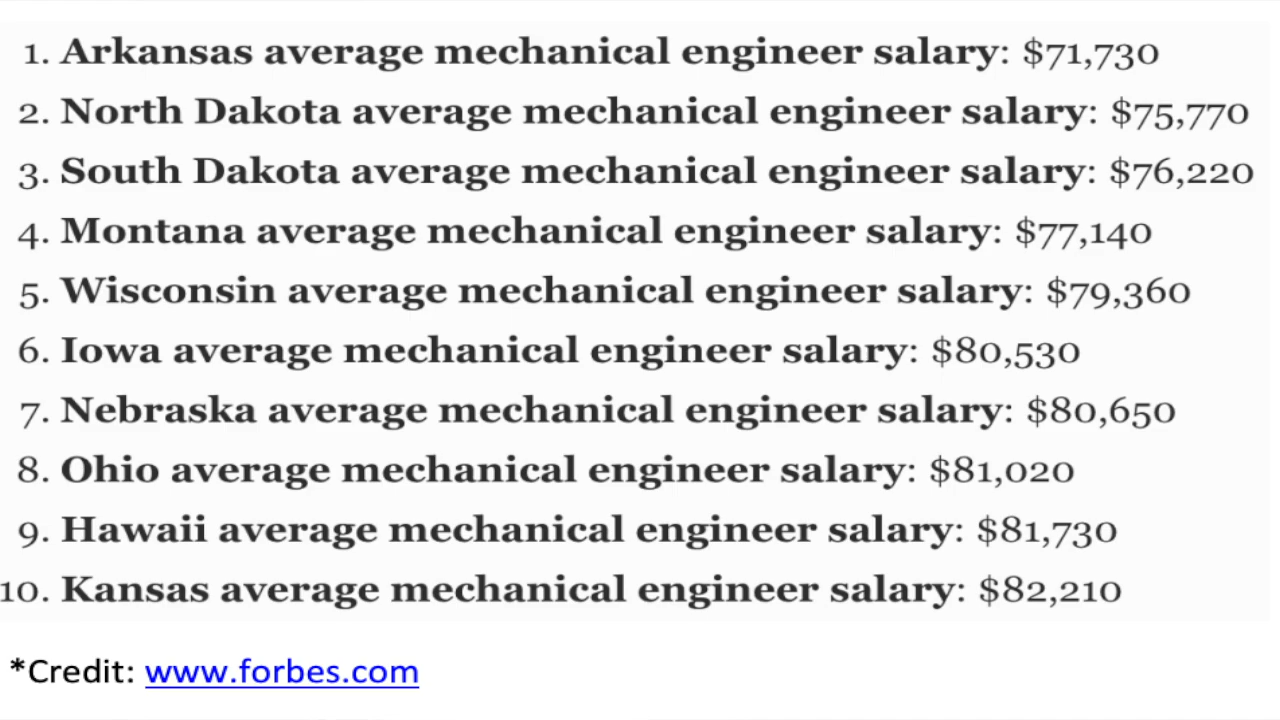 1. Arkansas average mechanical engineer salary: $71,730
2. North Dakota average mechanical engineer salary: $75,770
3. South Dakota average mechanical engineer salary: $76,220
4. Montana average mechanical engineer salary: $77,140
5. Wisconsin average mechanical engineer salary: $79,360
6. Iowa average mechanical engineer salary: $80,530
7. Nebraska average mechanical engineer salary: $80,650
8. Ohio average mechanical engineer salary: $81,020
9. Hawaii average mechanical engineer salary: $81,730
10. Kansas average mechanical engineer salary: $82,210
*Credit: www.forbes.com